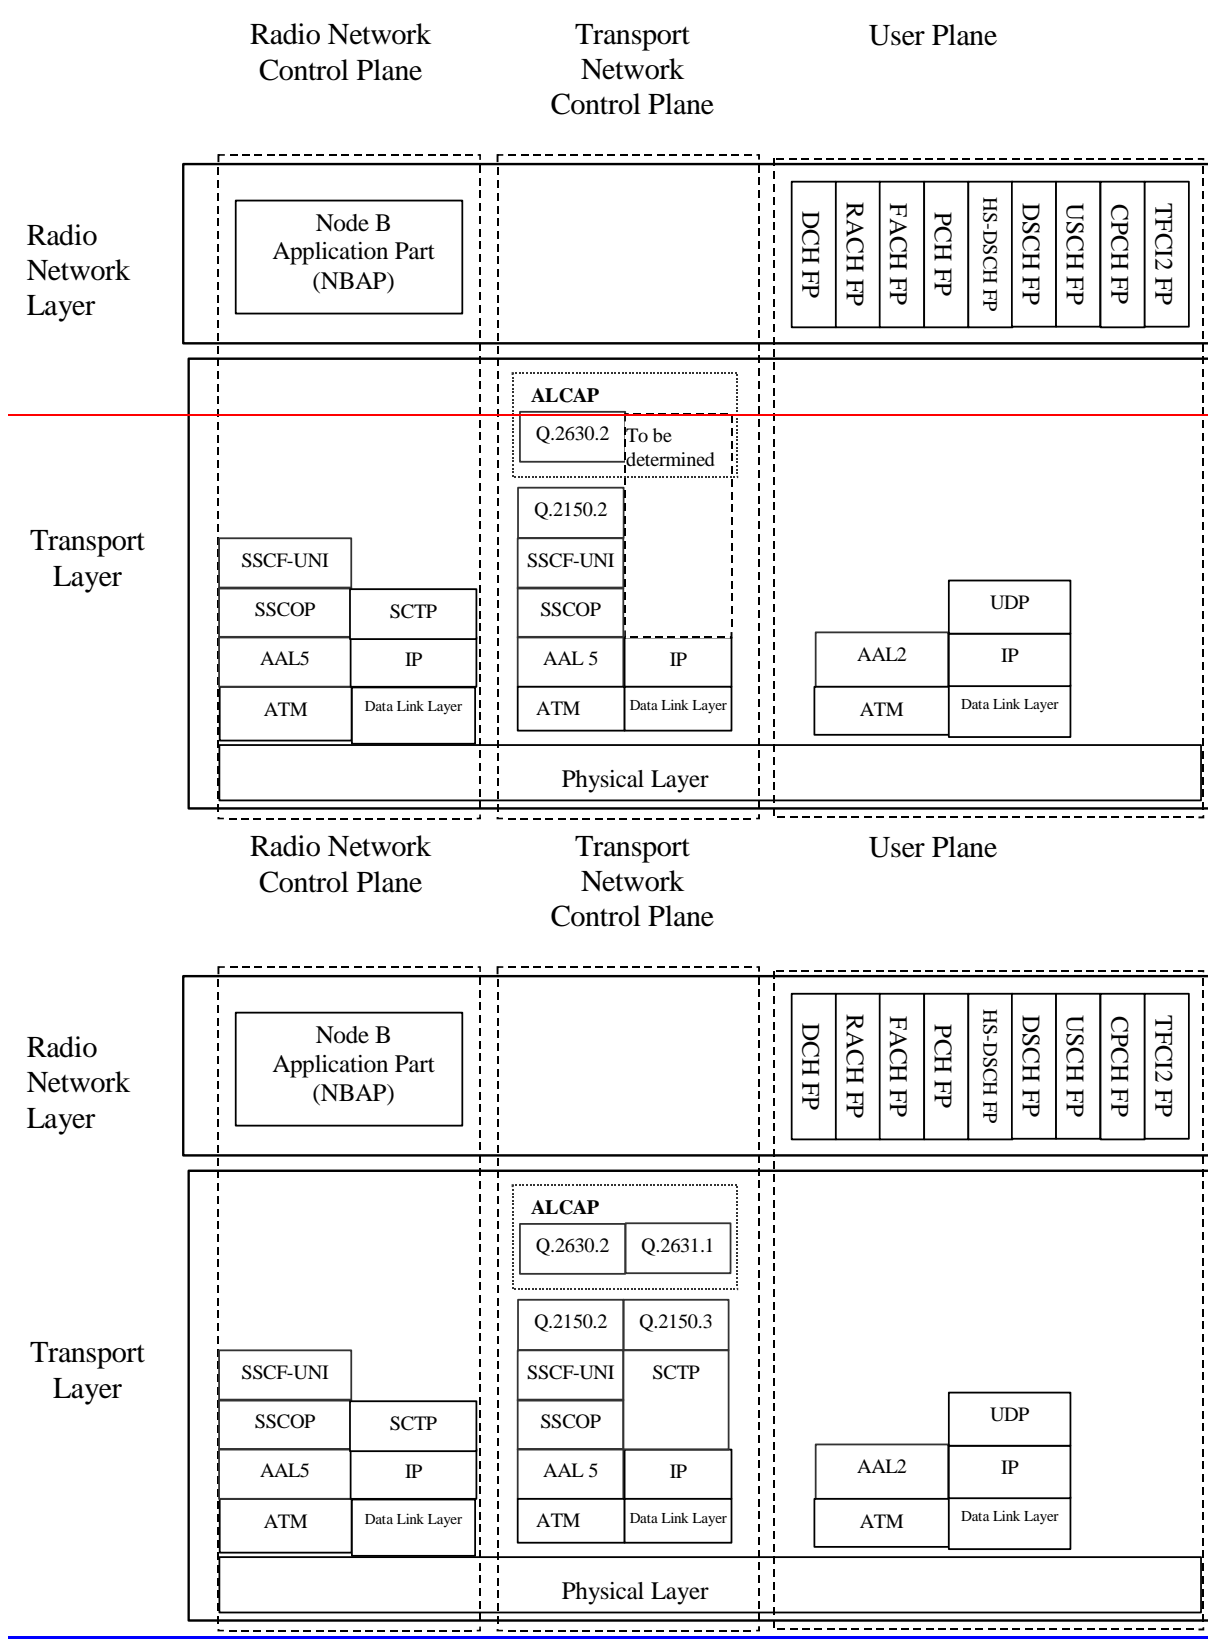 Radio Network
Control Plane
Transport
Network
Control Plane
User Plane
Radio
Network
Layer
Node B
Application Part
(NBAP)
DCH FP
RACH FP
FACH FP
PCH FP
HS-DSCH FP
DSCH FP
USCH FP
CPCH FP
TFCI2 FP
ALCAP
Q.2630.2
To be
determined
Q.2150.2
Transport
Layer
SSCF-UNI
SSCF-UNI
SSCOP
SCTP
SSCOP
UDP
AAL5
IP
AAL 5
IP
AAL2
IP
ATM
Data Link Layer
ATM
Data Link Layer
ATM
Data Link Layer
Physical Layer
Radio Network
Control Plane
Transport
Network
Control Plane
User Plane
Radio
Network
Layer
Node B
Application Part
(NBAP)
DCH FP
RACH FP
FACH FP
PCH FP
HS-DSCH FP
DSCH FP
USCH FP
CPCH FP
TFCI2 FP
ALCAP
Q.2630.2
Q.2631.1
Q.2150.2
Q.2150.3
Transport
Layer
SSCF-UNI
SSCF-UNI
SCTP
SSCOP
SCTP
SSCOP
UDP
AAL5
IP
AAL 5
IP
AAL2
IP
ATM
Data Link Layer
ATM
Data Link Layer
ATM
Data Link Layer
Physical Layer